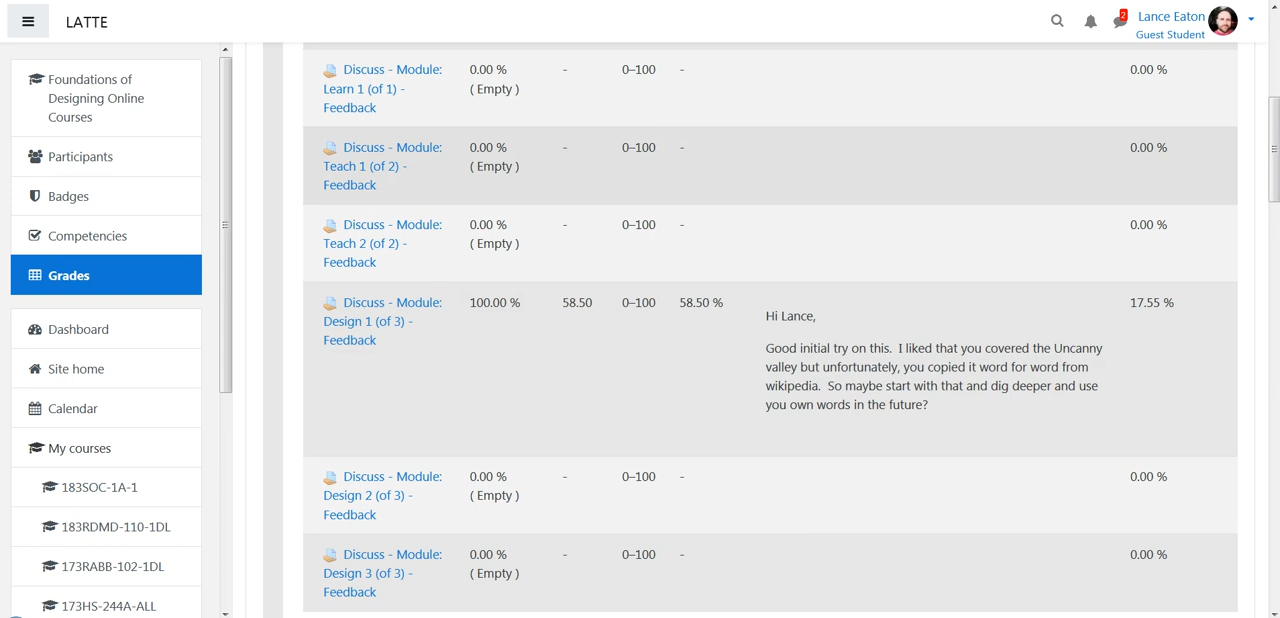 LATTE
2
Lance Eaton
Guest Student
Foundations of
Designing Online
Courses
Participants
Badges
Competencies
Grades
Dashboard
Site home
Calendar
My courses
183SOC-1A-1
183RDMD-110-1DL
173RABB-102-1DL
173HS-244A-ALL
Discuss - Module: 0.00 % - 0–100 - 0.00 %
Learn 1 (of 1) - ( Empty )
Feedback
Discuss - Module: 0.00 % - 0–100 - 0.00 %
Teach 1 (of 2) - ( Empty )
Feedback
Discuss - Module: 0.00 % - 0–100 - 0.00 %
Teach 2 (of 2) - ( Empty )
Feedback
Discuss - Module: 100.00 % 58.50 0–100 58.50 % 17.55 %
Design 1 (of 3) -
Feedback
Hi Lance,
Good initial try on this.  I liked that you covered the Uncanny
valley but unfortunately, you copied it word for word from
wikipedia.  So maybe start with that and dig deeper and use
you own words in the future?
Discuss - Module: 0.00 % - 0–100 - 0.00 %
Design 2 (of 3) - ( Empty )
Feedback
Discuss - Module: 0.00 % - 0–100 - 0.00 %
Design 3 (of 3) - ( Empty )
Feedback